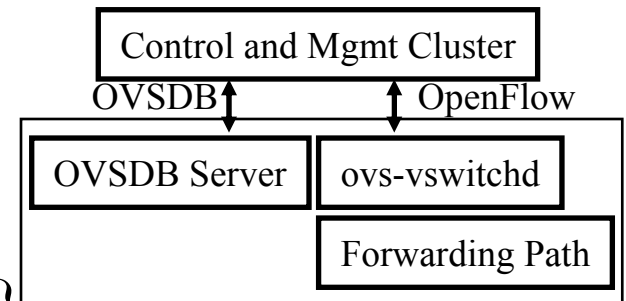 Control and Mgmt Cluster
OVSDB OpenFlow
OVSDB Server ovs-vswitchd
Forwarding Path